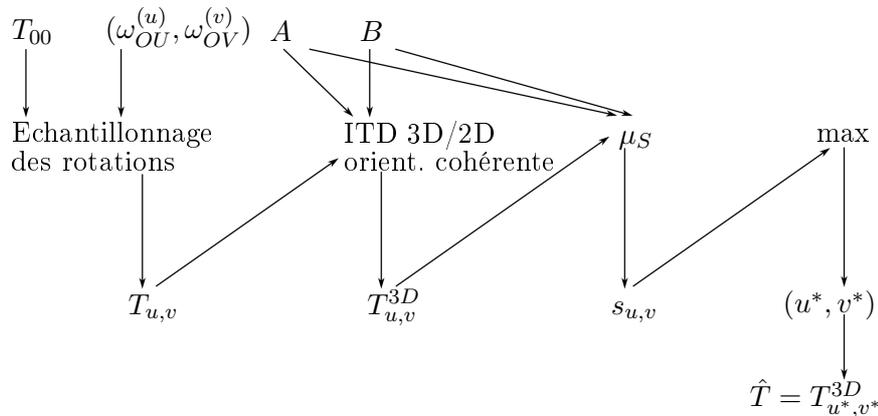 T_{00} (ω_{OU}^{(u)}, ω_{OV}^{(v)}) A B
Echantillonnage
des rotations
ITD 3D/2D
orient. cohérente
μ_S
max
T_{u,v}
T_{u,v}^{3D}
s_{u,v}
(u*, v*)
T̂ = T_{u*,v*}^{3D}